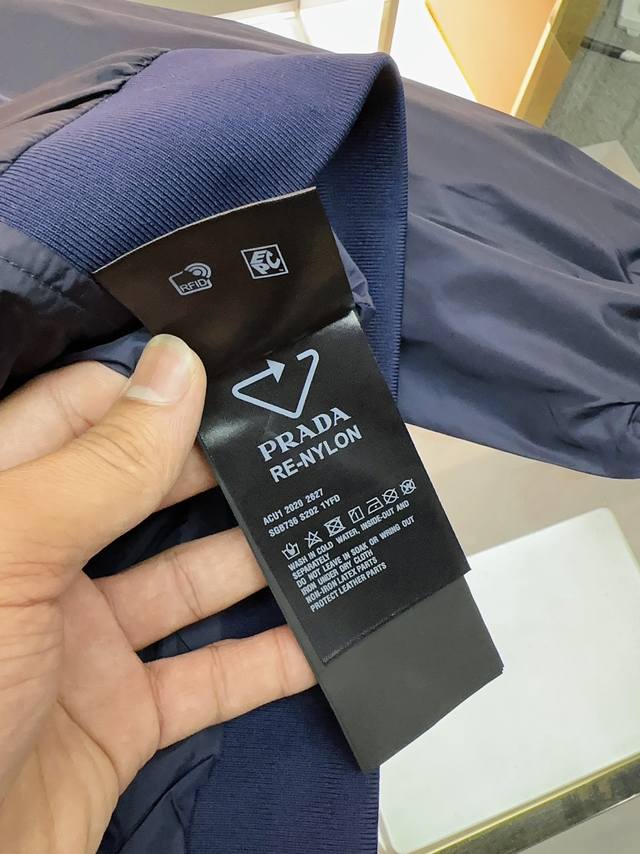 RFID
EPC
PRADA
RE-NYLON
ACU1 2020 2627
SGB736 S202 1YFD
WASH IN COLD WATER, INSIDE-OUT AND
SEPARATELY
DO NOT LEAVE IN SOAK OR WRING OUT
IRON UNDER DRY CLOTH
NON-IRON LATEX PARTS
PROTECT LEATHER PARTS